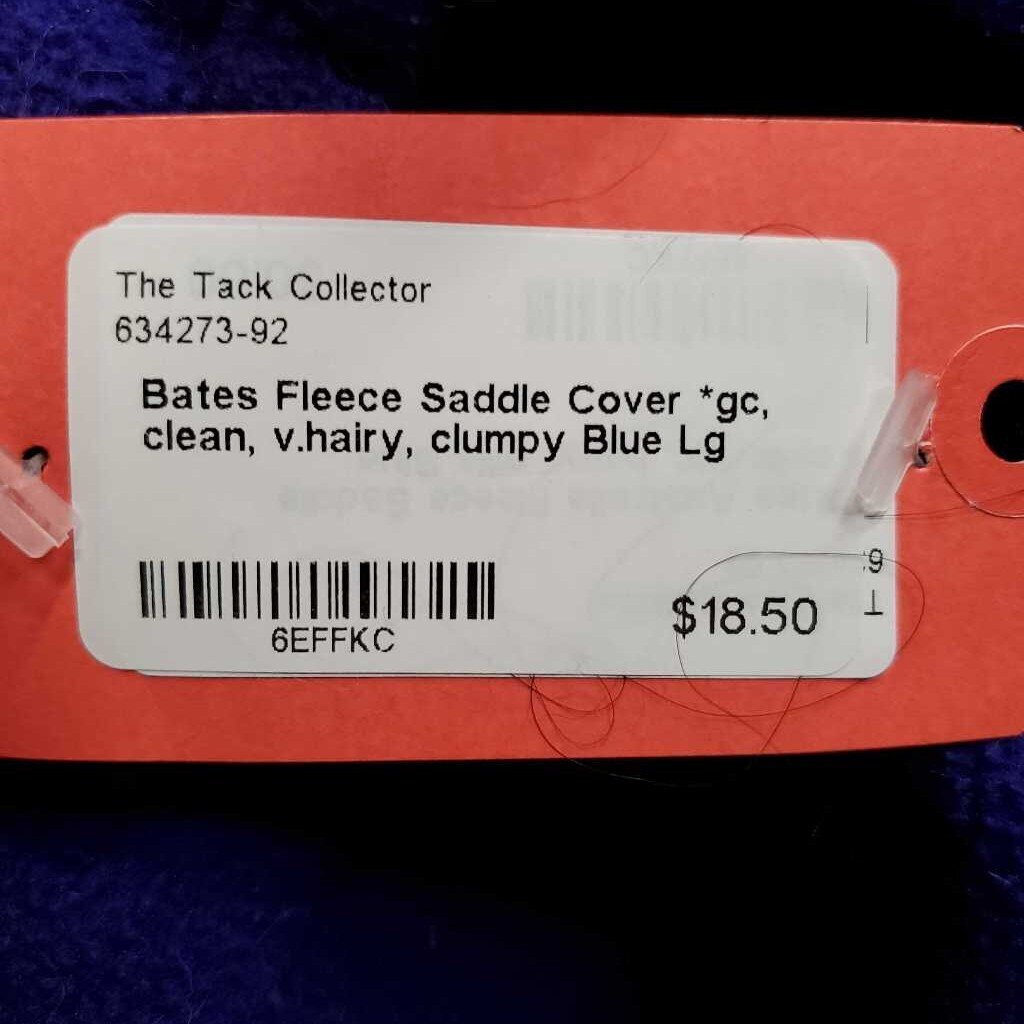 The Tack Collector
634273-92
Bates Fleece Saddle Cover *gc,
clean, v.hairy, clumpy Blue Lg
6EFFKC
$18.50